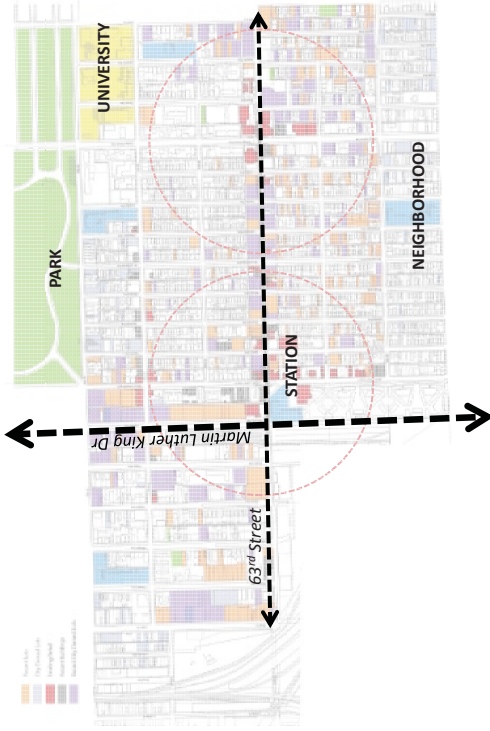 UNIVERSITY
PARK
NEIGHBORHOOD
STATION
Martin Luther King Dr
63rd Street